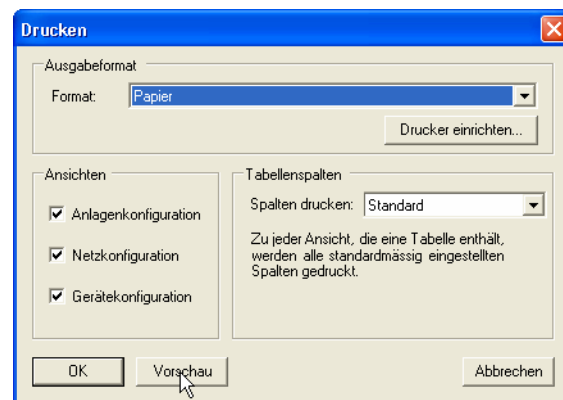 Drucken
Ausgabeformat
Format: Papier
Drucker einrichten...
Ansichten
Anlagenkonfiguration
Netzkonfiguration
Gerätekonfiguration
Tabellenspalten
Spalten drucken: Standard
Zu jeder Ansicht, die eine Tabelle enthält,
werden alle standardmässig eingestellten
Spalten gedruckt.
OK Vorschau Abbrechen